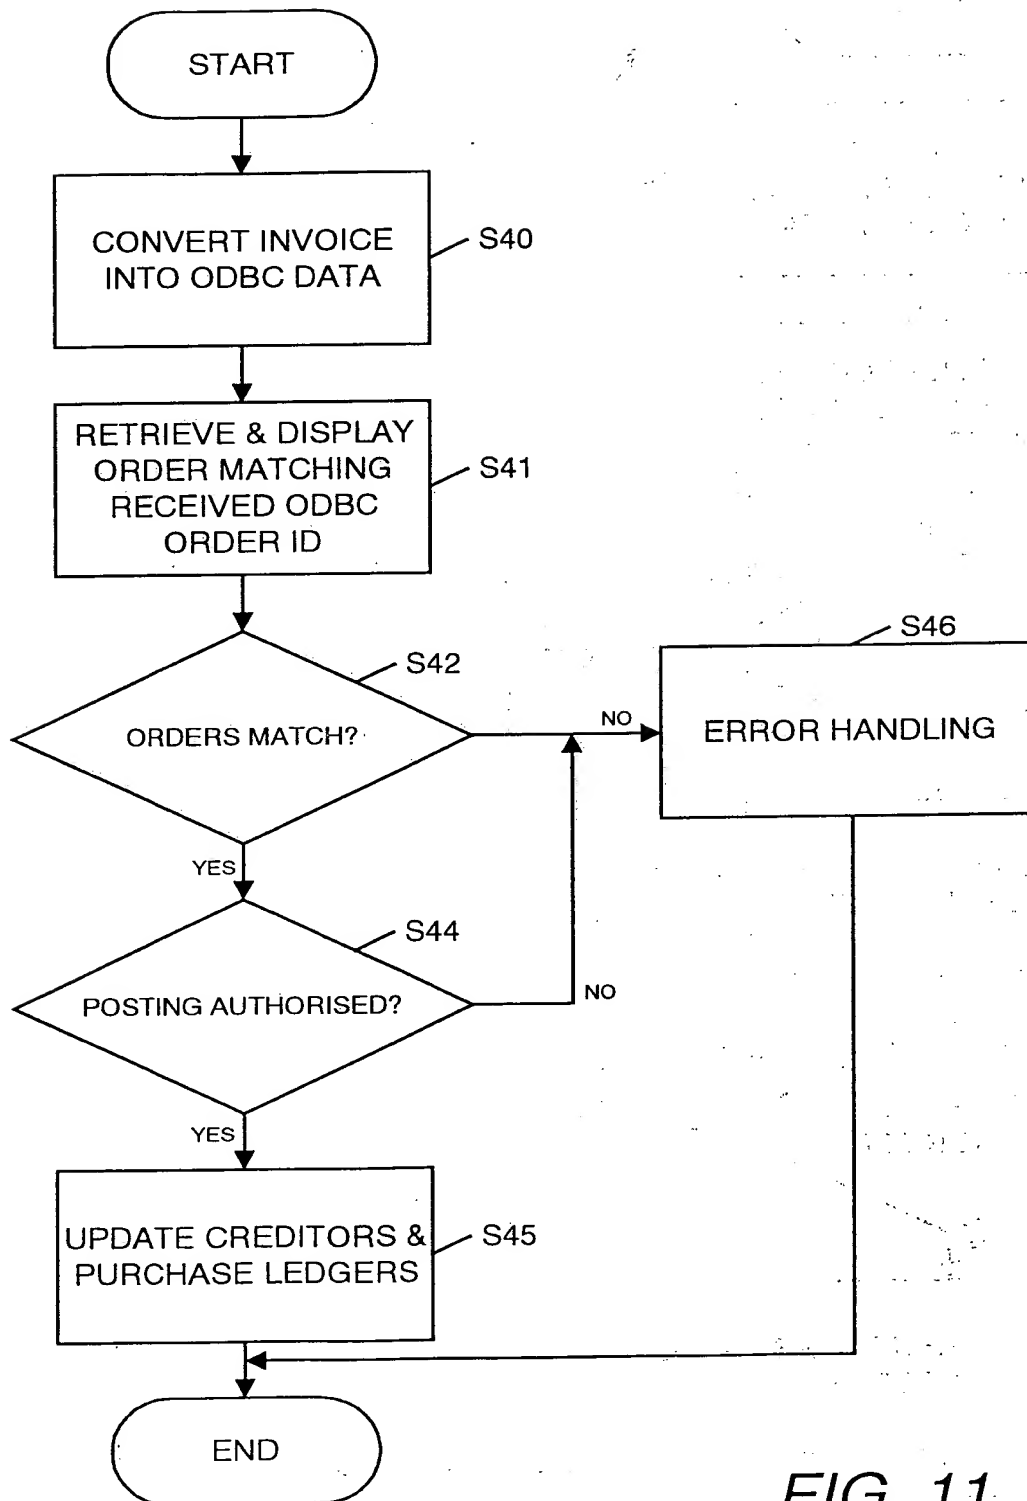 START
CONVERT INVOICE
INTO ODBC DATA
S40
RETRIEVE & DISPLAY
ORDER MATCHING
RECEIVED ODBC
ORDER ID
S41
S42
ORDERS MATCH?
NO
S46
ERROR HANDLING
YES
S44
POSTING AUTHORISED?
NO
YES
UPDATE CREDITORS &
PURCHASE LEDGERS
S45
END
FIG. 11